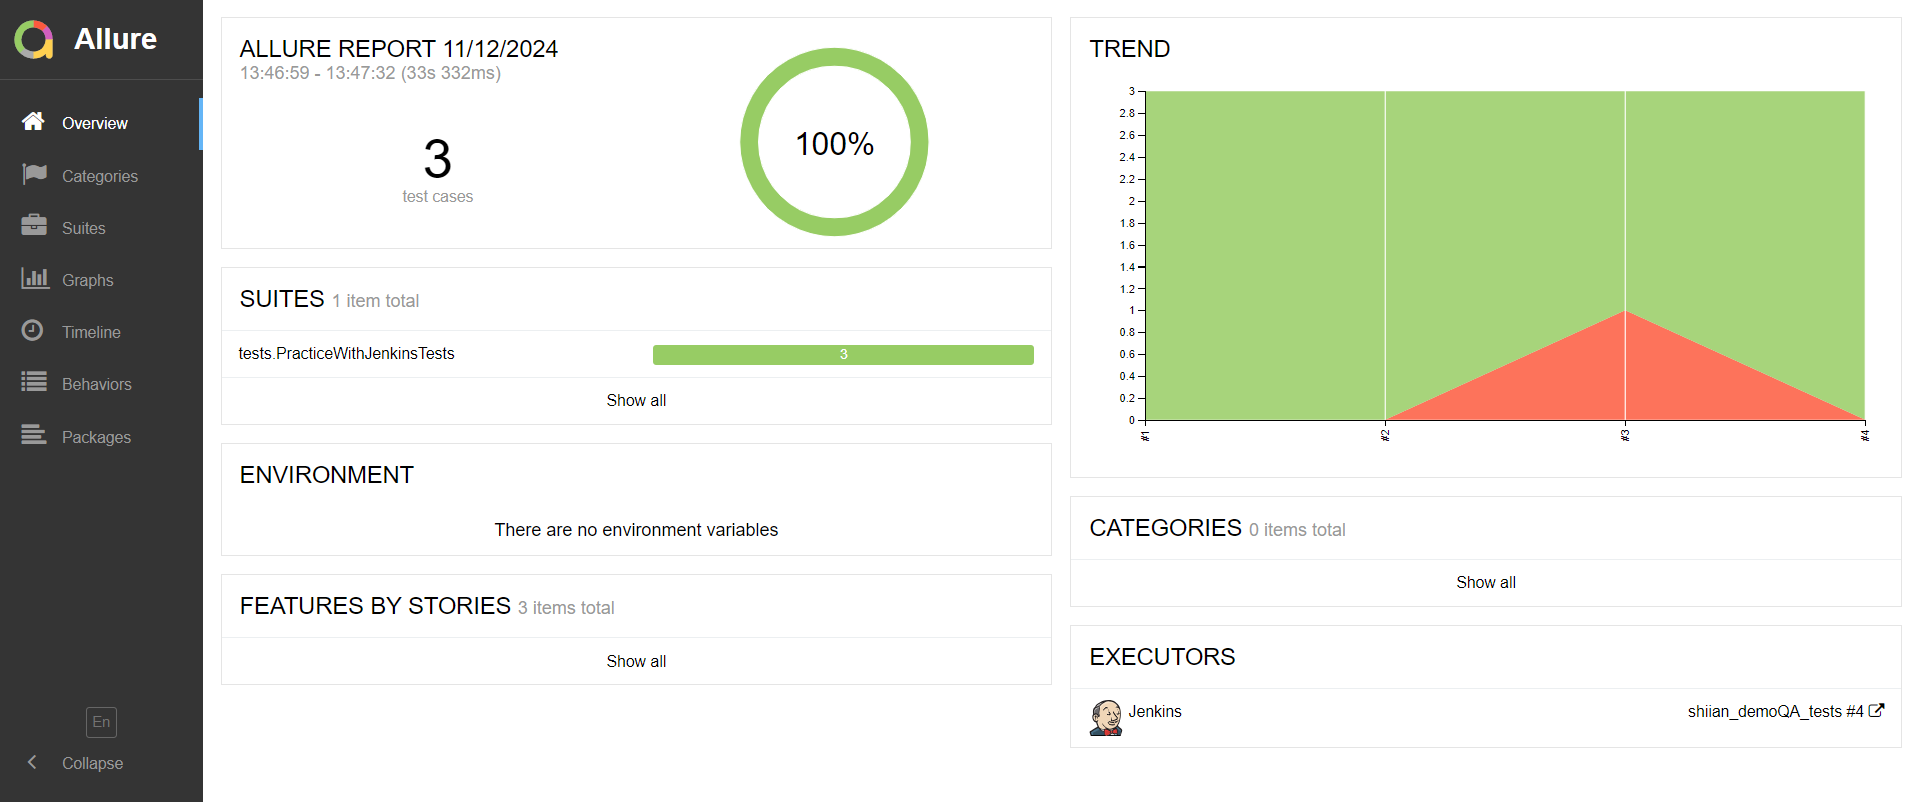 Allure
Overview
Categories
Suites
Graphs
Timeline
Behaviors
Packages
En
Collapse
ALLURE REPORT 11/12/2024
13:46:59 - 13:47:32 (33s 332ms)
3
test cases
100%
SUITES 1 item total
tests.PracticeWithJenkinsTests 3
Show all
ENVIRONMENT
There are no environment variables
FEATURES BY STORIES 3 items total
Show all
TREND
3
2.8
2.6
2.4
2.2
2
1.8
1.6
1.4
1.2
1
0.8
0.6
0.4
0.2
0
#1 #2 #3 #4
CATEGORIES 0 items total
Show all
EXECUTORS
Jenkins shiian_demoQA_tests #4